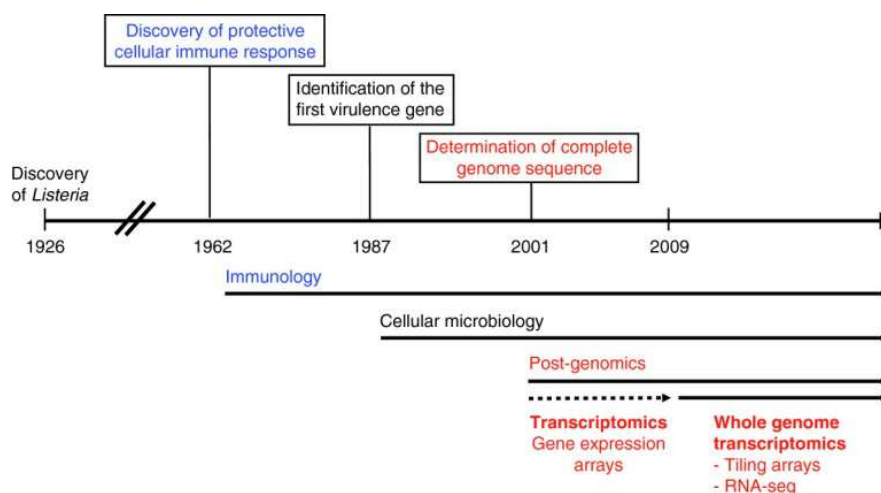 Discovery of protective
cellular immune response
Identification of the
first virulence gene
Determination of complete
genome sequence
Discovery
of Listeria
1926
1962
1987
2001
2009
Immunology
Cellular microbiology
Post-genomics
Transcriptomics
Gene expression
arrays
Whole genome
transcriptomics
- Tiling arrays
- RNA-seq